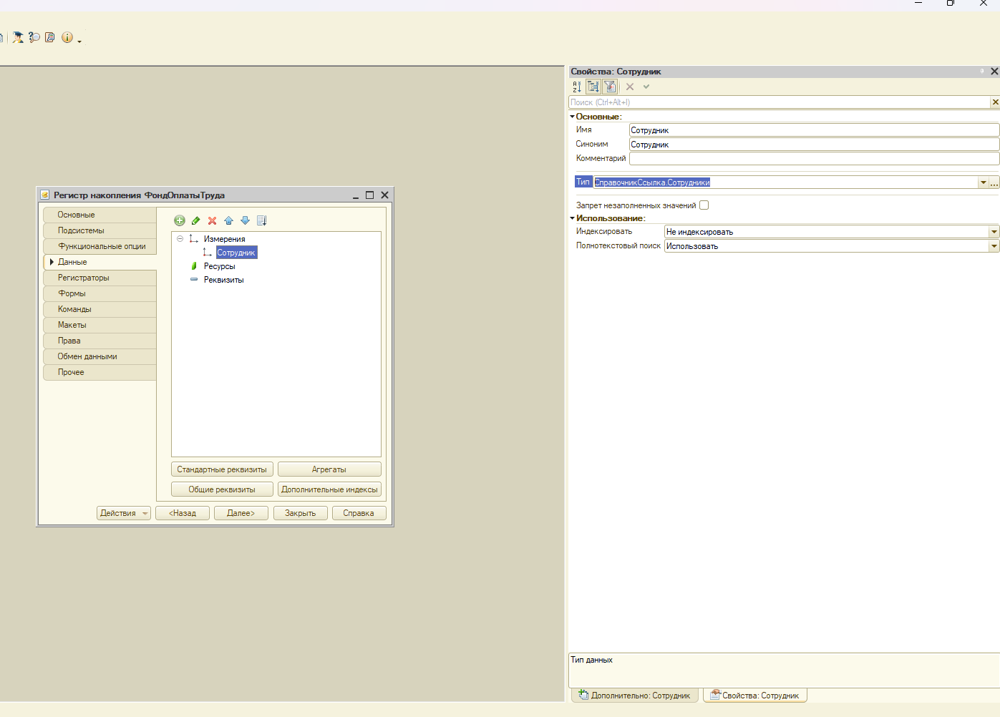 Свойства: Сотрудник
Поиск (Ctrl+Alt+I)
Основные:
Имя Сотрудник
Синоним Сотрудник
Комментарий
Тип СправочникСсылка.Сотрудники
Запрет незаполненных значений
Использование:
Индексировать Не индексировать
Полнотекстовый поиск Использовать
Тип данных
Дополнительно: Сотрудник
Свойства: Сотрудник
Регистр накопления ФондОплатыТруда
Основные
Подсистемы
Функциональные опции
Данные
Регистраторы
Формы
Команды
Макеты
Права
Обмен данными
Прочее
Измерения
Сотрудник
Ресурсы
Реквизиты
Стандартные реквизиты
Агрегаты
Общие реквизиты
Дополнительные индексы
Действия
<Назад
Далее>
Закрыть
Справка